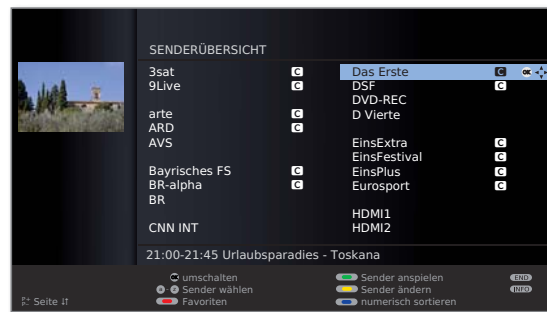 SENDERÜBERSICHT
3sat C
9Live C
arte C
ARD C
AVS
Bayrisches FS C
BR-alpha C
BR
CNN INT
Das Erste C OK
DSF C
DVD-REC
D Vierte
EinsExtra C
EinsFestival C
EinsPlus C
Eurosport C
HDMI1
HDMI2
21:00-21:45 Urlaubsparadies - Toskana
OK umschalten
Sender wählen
Favoriten
Sender anspielen
Sender ändern
numerisch sortieren
END
INFO
P+ P- Seite